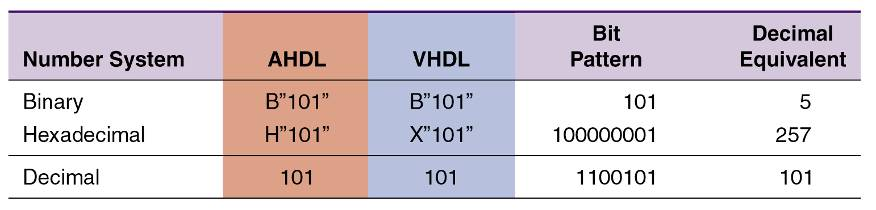 Number System AHDL VHDL Bit Pattern Decimal Equivalent
Binary B”101” B”101” 101 5
Hexadecimal H”101” X”101” 100000001 257
Decimal 101 101 1100101 101